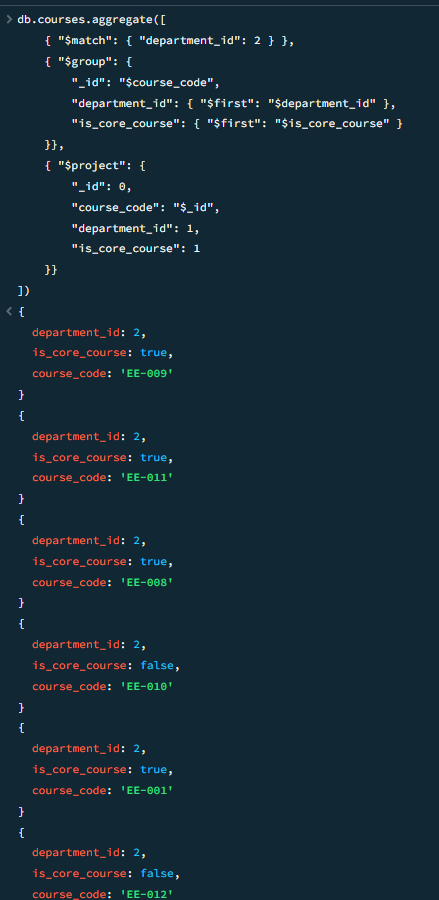 db.courses.aggregate([
    { "$match": { "department_id": 2 } },
    { "$group": {
        "_id": "$course_code",
        "department_id": { "$first": "$department_id" },
        "is_core_course": { "$first": "$is_core_course" }
    }},
    { "$project": {
        "_id": 0,
        "course_code": "$_id",
        "department_id": 1,
        "is_core_course": 1
    }}
])
{
  department_id: 2,
  is_core_course: true,
  course_code: 'EE-009'
}
{
  department_id: 2,
  is_core_course: true,
  course_code: 'EE-011'
}
{
  department_id: 2,
  is_core_course: true,
  course_code: 'EE-008'
}
{
  department_id: 2,
  is_core_course: false,
  course_code: 'EE-010'
}
{
  department_id: 2,
  is_core_course: true,
  course_code: 'EE-001'
}
{
  department_id: 2,
  is_core_course: false,
  course_code: 'EE-012'